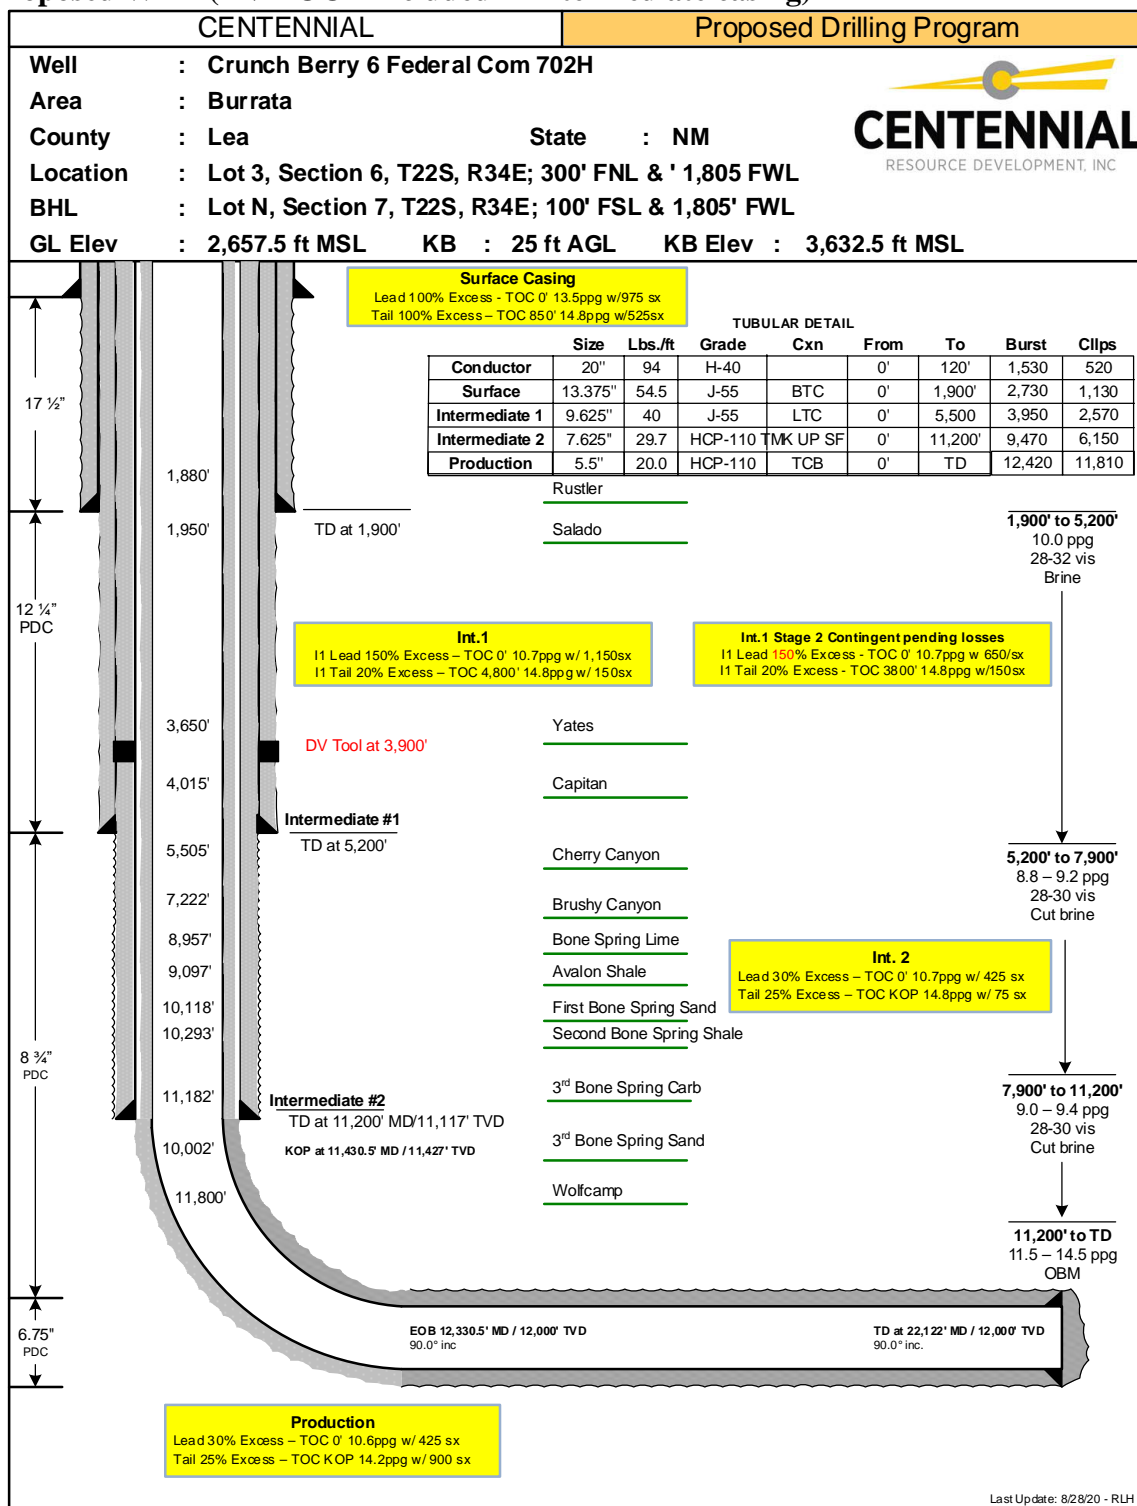 CENTENNIAL
Proposed Drilling Program
Well : Crunch Berry 6 Federal Com 702H
Area : Burrata
County : Lea State : NM
Location : Lot 3, Section 6, T22S, R34E; 300' FNL & ' 1,805 FWL
BHL : Lot N, Section 7, T22S, R34E; 100' FSL & 1,805' FWL
GL Elev : 2,657.5 ft MSL KB : 25 ft AGL KB Elev : 3,632.5 ft MSL
CENTENNIAL
RESOURCE DEVELOPMENT, INC
Surface Casing
Lead 100% Excess - TOC 0' 13.5ppg w/975 sx
Tail 100% Excess – TOC 850' 14.8ppg w/525sx
TUBULAR DETAIL
Size Lbs./ft Grade Cxn From To Burst Cllps
Conductor 20" 94 H-40 0' 120' 1,530 520
Surface 13.375" 54.5 J-55 BTC 0' 1,900' 2,730 1,130
Intermediate 1 9.625" 40 J-55 LTC 0' 5,500 3,950 2,570
Intermediate 2 7.625" 29.7 HCP-110 TMK UP SF 0' 11,200' 9,470 6,150
Production 5.5" 20.0 HCP-110 TCB 0' TD 12,420 11,810
17 ½"
1,880'
Rustler
TD at 1,900'
1,950'
Salado
1,900' to 5,200'
10.0 ppg
28-32 vis
Brine
12 ¼"
PDC
Int.1
I1 Lead 150% Excess – TOC 0' 10.7ppg w/ 1,150sx
I1 Tail 20% Excess – TOC 4,800' 14.8ppg w/ 150sx
Int.1 Stage 2 Contingent pending losses
I1 Lead 150% Excess - TOC 0' 10.7ppg w 650/sx
I1 Tail 20% Excess - TOC 3800' 14.8ppg w/150sx
3,650'
Yates
DV Tool at 3,900'
4,015'
Capitan
Intermediate #1
TD at 5,200'
5,505'
Cherry Canyon
5,200' to 7,900'
8.8 – 9.2 ppg
28-30 vis
Cut brine
7,222'
Brushy Canyon
8,957'
Bone Spring Lime
9,097'
Avalon Shale
Int. 2
Lead 30% Excess – TOC 0' 10.7ppg w/ 425 sx
Tail 25% Excess – TOC KOP 14.8ppg w/ 75 sx
10,118'
First Bone Spring Sand
10,293'
Second Bone Spring Shale
8 ¾"
PDC
11,182'
3rd Bone Spring Carb
Intermediate #2
TD at 11,200' MD/11,117' TVD
7,900' to 11,200'
9.0 – 9.4 ppg
28-30 vis
Cut brine
10,002'
KOP at 11,430.5' MD / 11,427' TVD
3rd Bone Spring Sand
11,800'
Wolfcamp
11,200' to TD
11.5 – 14.5 ppg
OBM
6.75"
PDC
EOB 12,330.5' MD / 12,000' TVD
90.0° inc
TD at 22,122' MD / 12,000' TVD
90.0° inc.
Production
Lead 30% Excess – TOC 0' 10.6ppg w/ 425 sx
Tail 25% Excess – TOC KOP 14.2ppg w/ 900 sx
Last Update: 8/28/20 - RLH